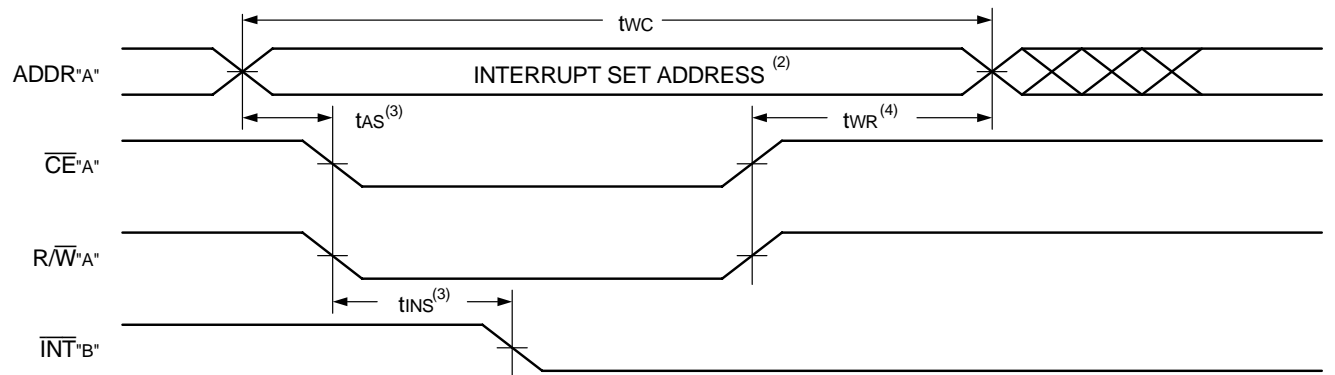 tWC
ADDR"A"
INTERRUPT SET ADDRESS (2)
tAS(3)
tWR(4)
CE"A"
R/W"A"
tINS(3)
INT"B"